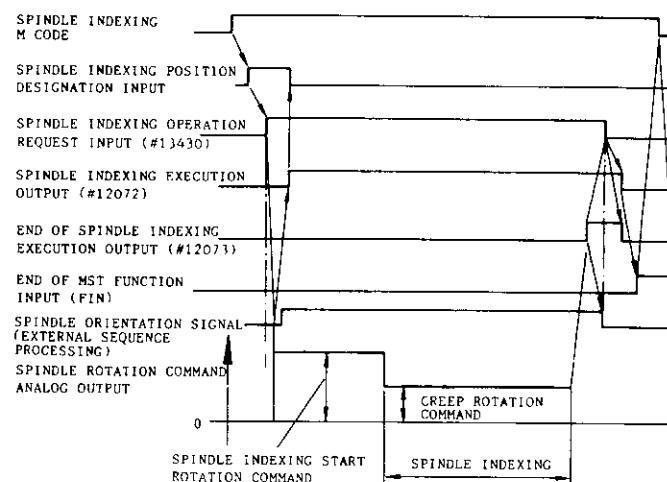 SPINDLE INDEXING
M CODE
SPINDLE INDEXING POSITION
DESIGNATION INPUT
SPINDLE INDEXING OPERATION
REQUEST INPUT (#13430)
SPINDLE INDEXING EXECUTION
OUTPUT (#12072)
END OF SPINDLE INDEXING
EXECUTION OUTPUT (#12073)
END OF MST FUNCTION
INPUT (FIN)
SPINDLE ORIENTATION SIGNAL
(EXTERNAL SEQUENCE
PROCESSING)
SPINDLE ROTATION COMMAND
ANALOG OUTPUT
CREEP ROTATION
COMMAND
0
SPINDLE INDEXING START
ROTATION COMMAND
SPINDLE INDEXING